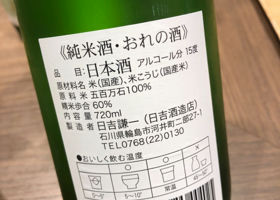 《純米酒・おれの酒》
品目:日本酒 アルコール分 15度
原材料名 米(国産)、米こうじ(国産米)
原料米 五百万石100%
精米歩合 60%
内容量 720ml
製造者 日吉謙一(日吉酒造店)
石川県輪島市河井町二部27-1
TEL0768(22)0130
●おいしく飲む温度
5〜10°
常温